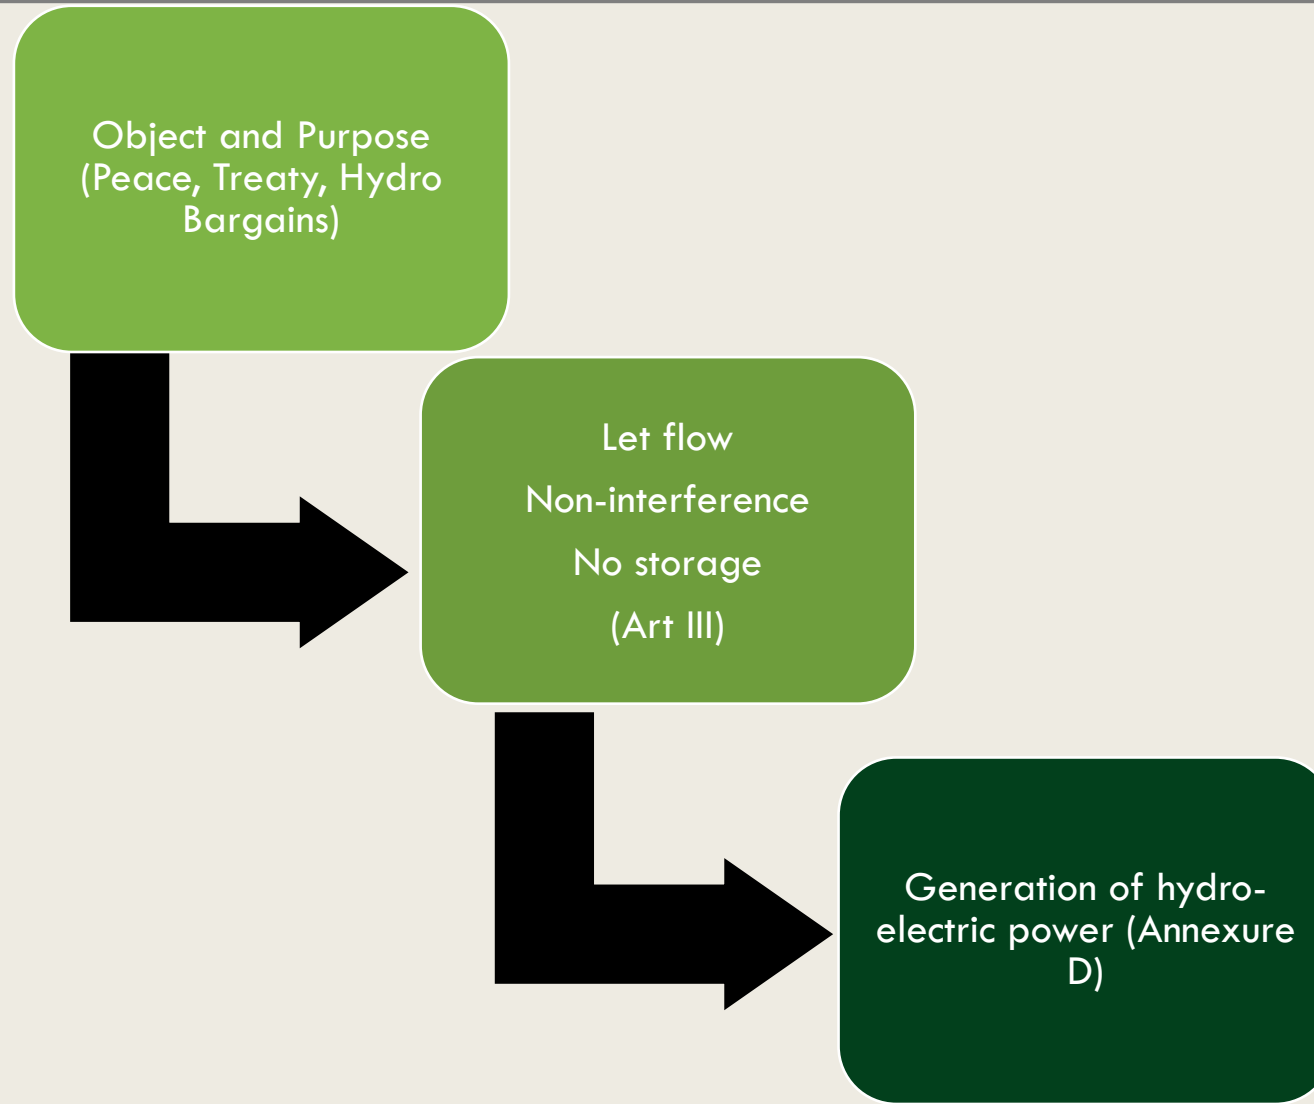 Object and Purpose
(Peace, Treaty, Hydro
Bargains)
Let flow
Non-interference
No storage
(Art III)
Generation of hydro-
electric power (Annexure
D)